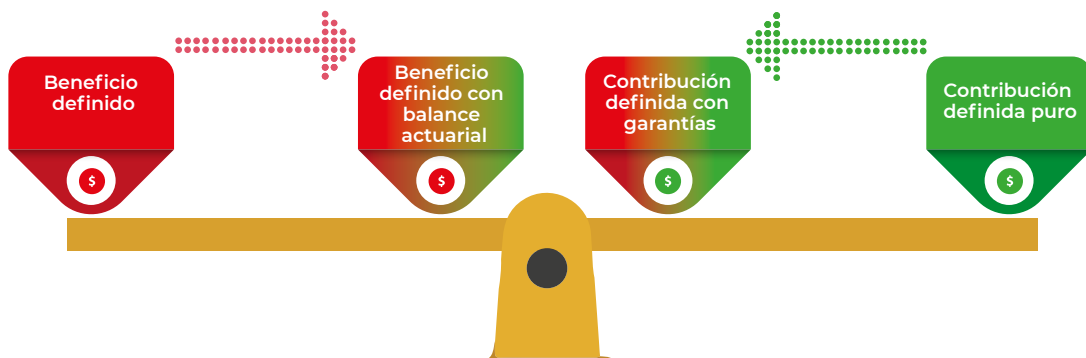 Beneficio
definido
Beneficio
definido con
balance
actuarial
Contribución
definida con
garantías
Contribución
definida puro
$
$
$
$